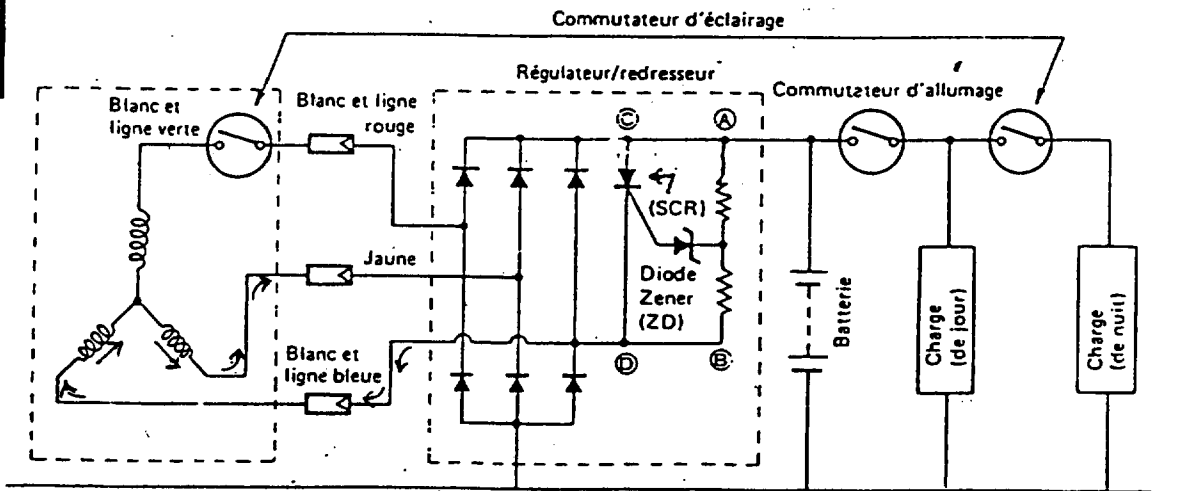 Commutateur d'éclairage
Régulateur/redresseur
Commutateur d'allumage
Blanc et
ligne verte
Blanc et ligne
rouge
C
A
(SCR)
Jaune
Diode
Zener
(ZD)
Blanc et
ligne bleue
D
B
Batterie
Charge
(de jour)
Charge
(de nuit)